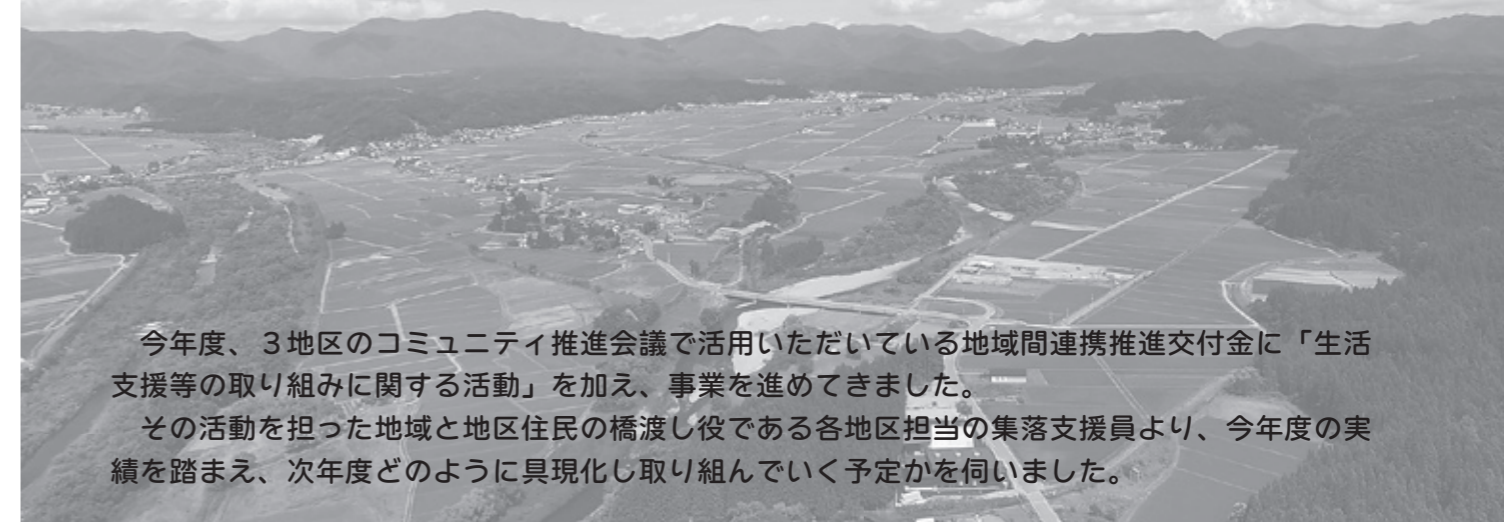 今年度、３地区のコミュニティ推進会議で活用いただいている地域間連携推進交付金に「生活
支援等の取り組みに関する活動」を加え、事業を進めてきました。
その活動を担った地域と地区住民の橋渡し役である各地区担当の集落支援員より、今年度の実
績を踏まえ、次年度どのように具現化し取り組んでいく予定かを伺いました。